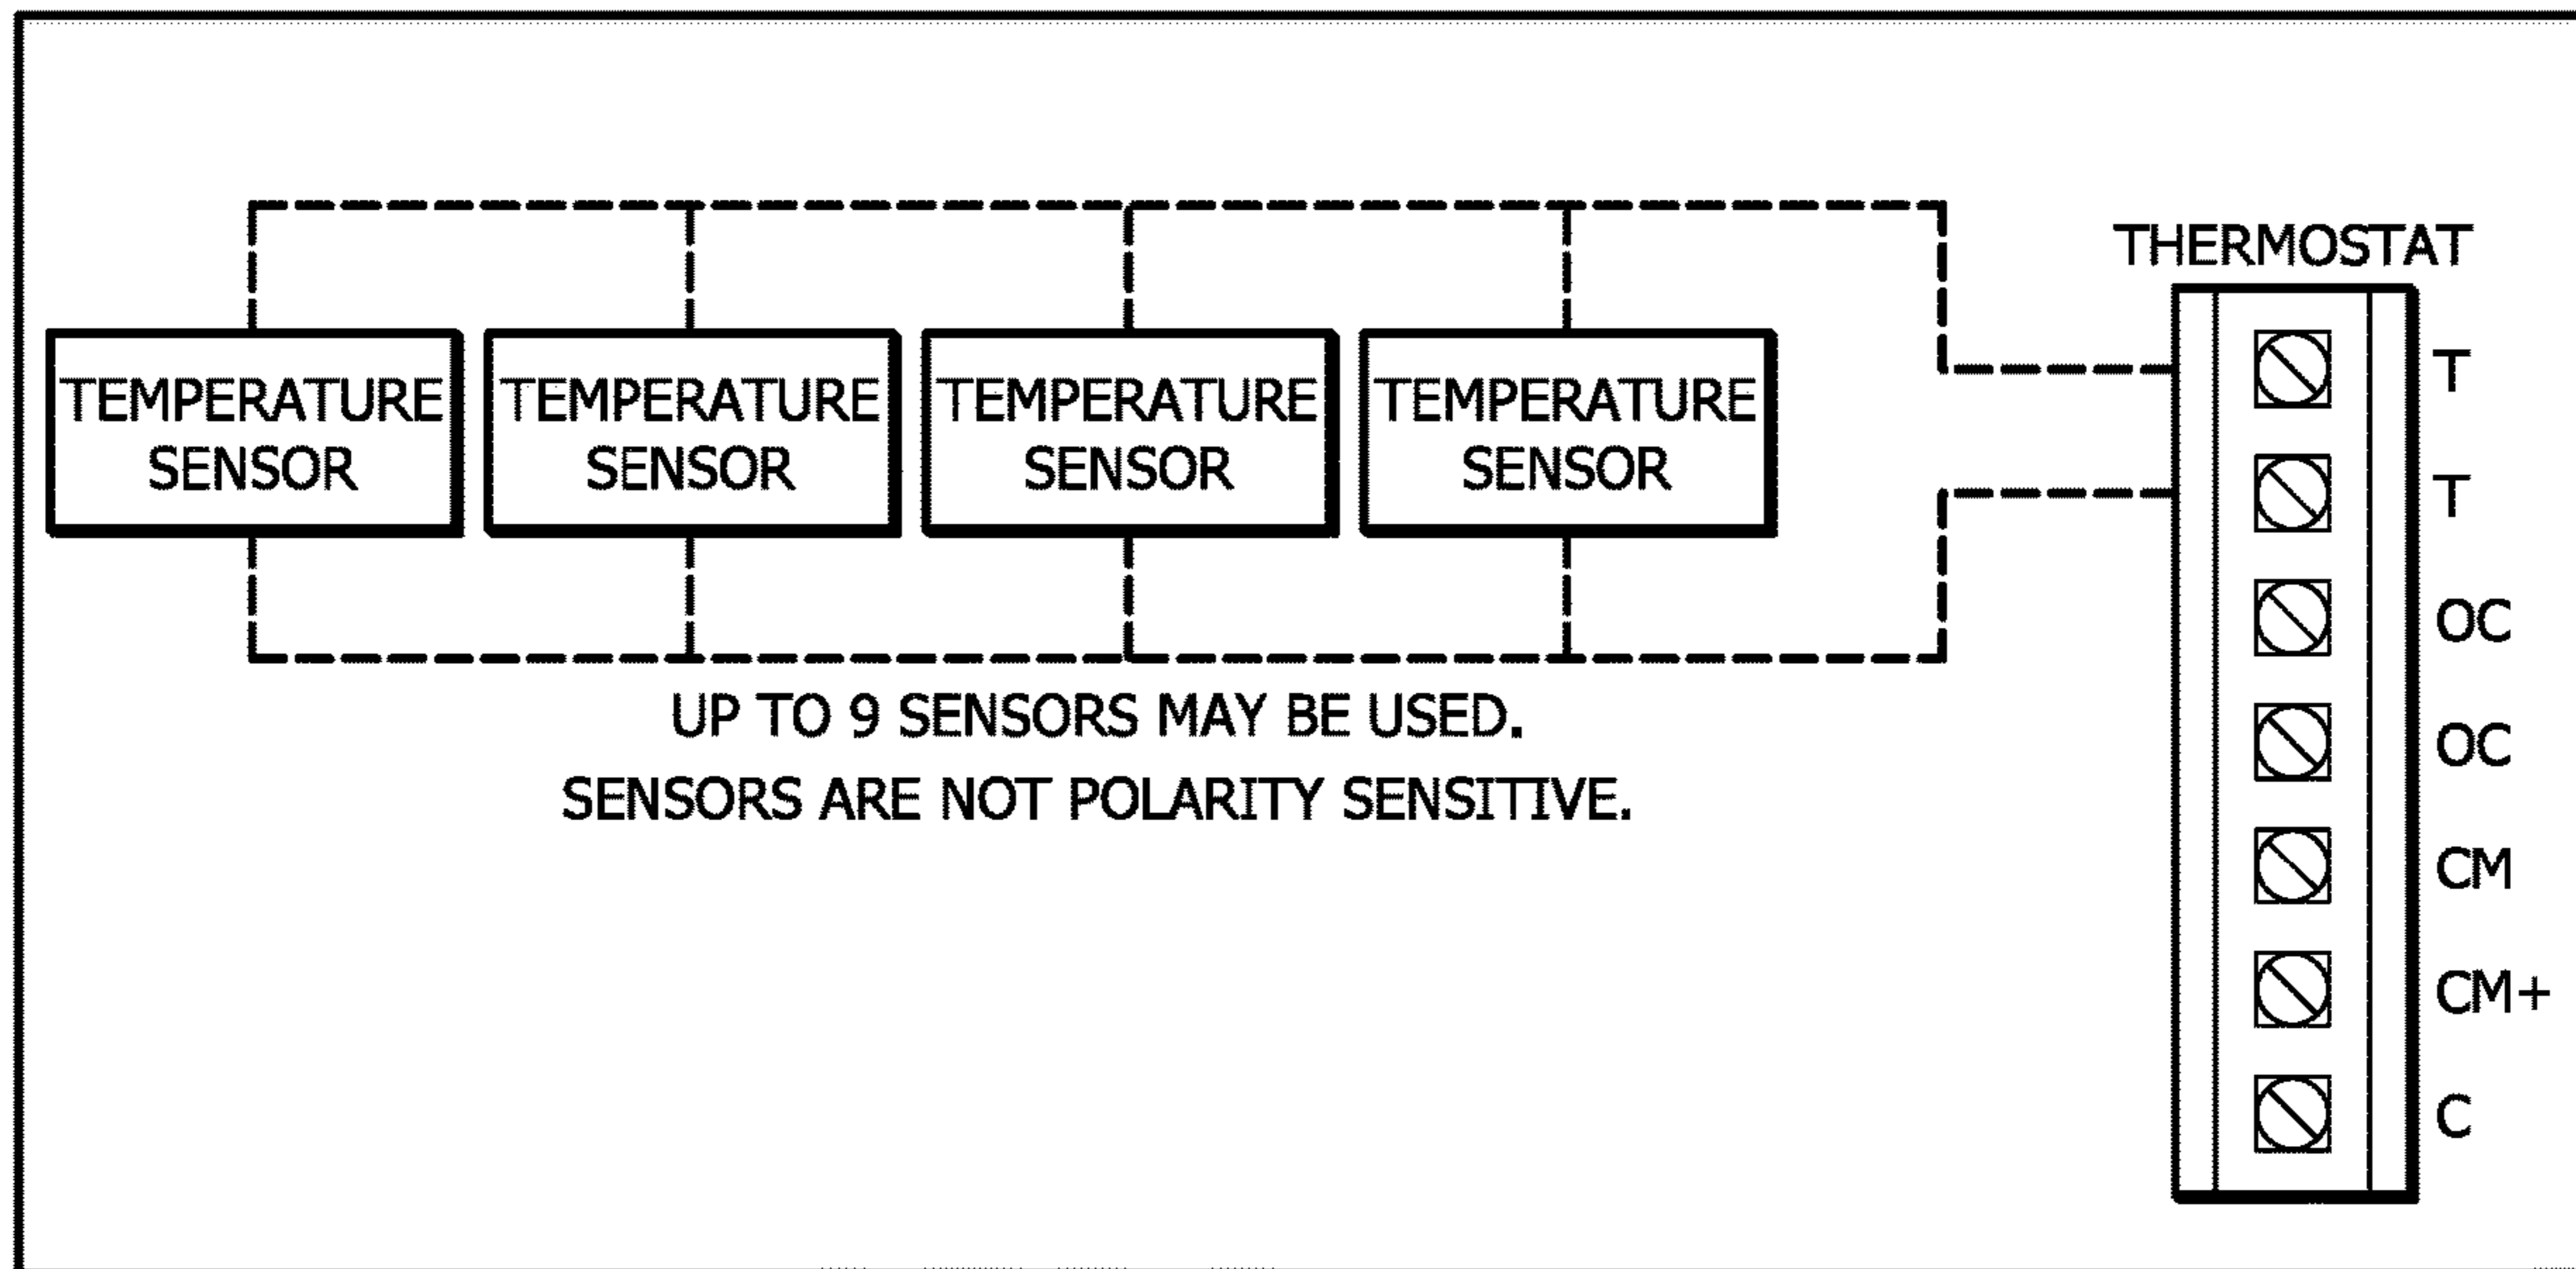 THERMOSTAT
TEMPERATURE
SENSOR
TEMPERATURE
SENSOR
TEMPERATURE
SENSOR
TEMPERATURE
SENSOR
UP TO 9 SENSORS MAY BE USED.
SENSORS ARE NOT POLARITY SENSITIVE.
T
T
OC
OC
CM
CM+
C